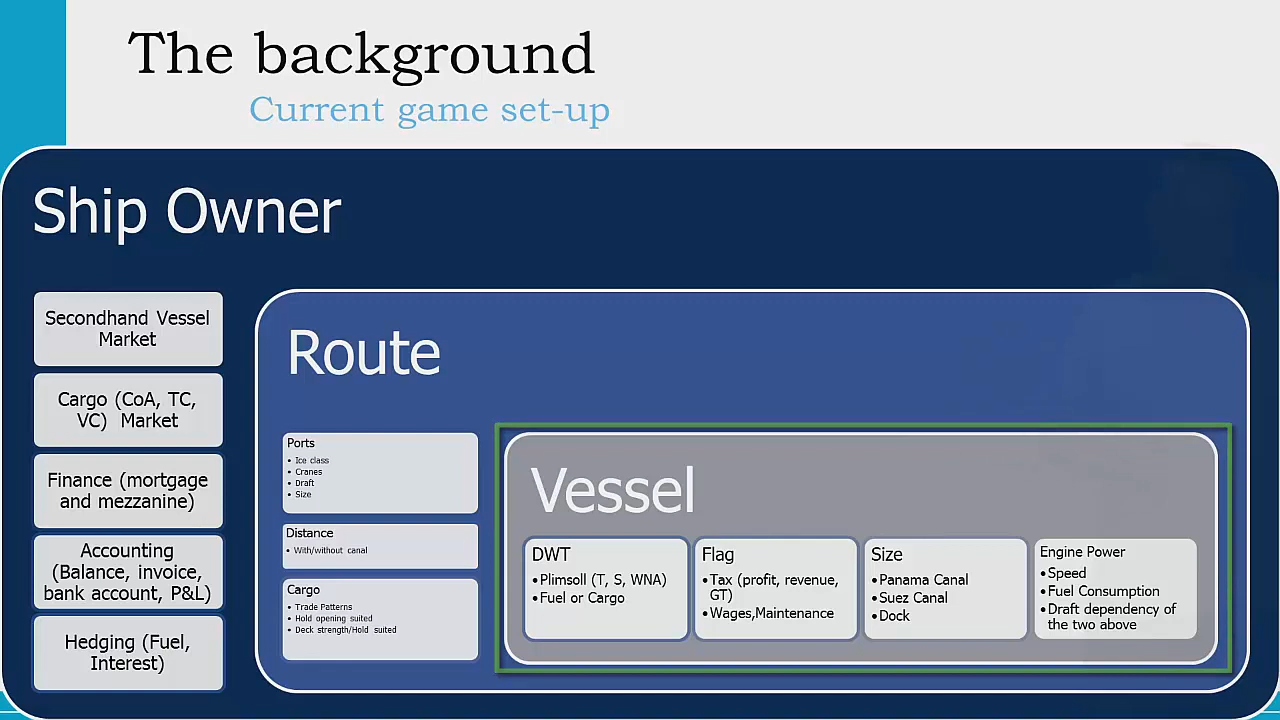 The background
Current game set-up
Ship Owner
Secondhand Vessel
Market
Cargo (CoA, TC,
VC) Market
Finance (mortgage
and mezzanine)
Accounting
(Balance, invoice,
bank account, P&L)
Hedging (Fuel,
Interest)
Route
Ports
• Ice class
• Cranes
• Draft
• Size
Distance
• With/without canal
Cargo
• Trade Patterns
• Hold opening suited
• Deck strength/Hold suited
Vessel
DWT
•Plimsoll (T, S, WNA)
•Fuel or Cargo
Flag
•Tax (profit, revenue,
GT)
•Wages,Maintenance
Size
•Panama Canal
•Suez Canal
•Dock
Engine Power
•Speed
•Fuel Consumption
•Draft dependency of
the two above